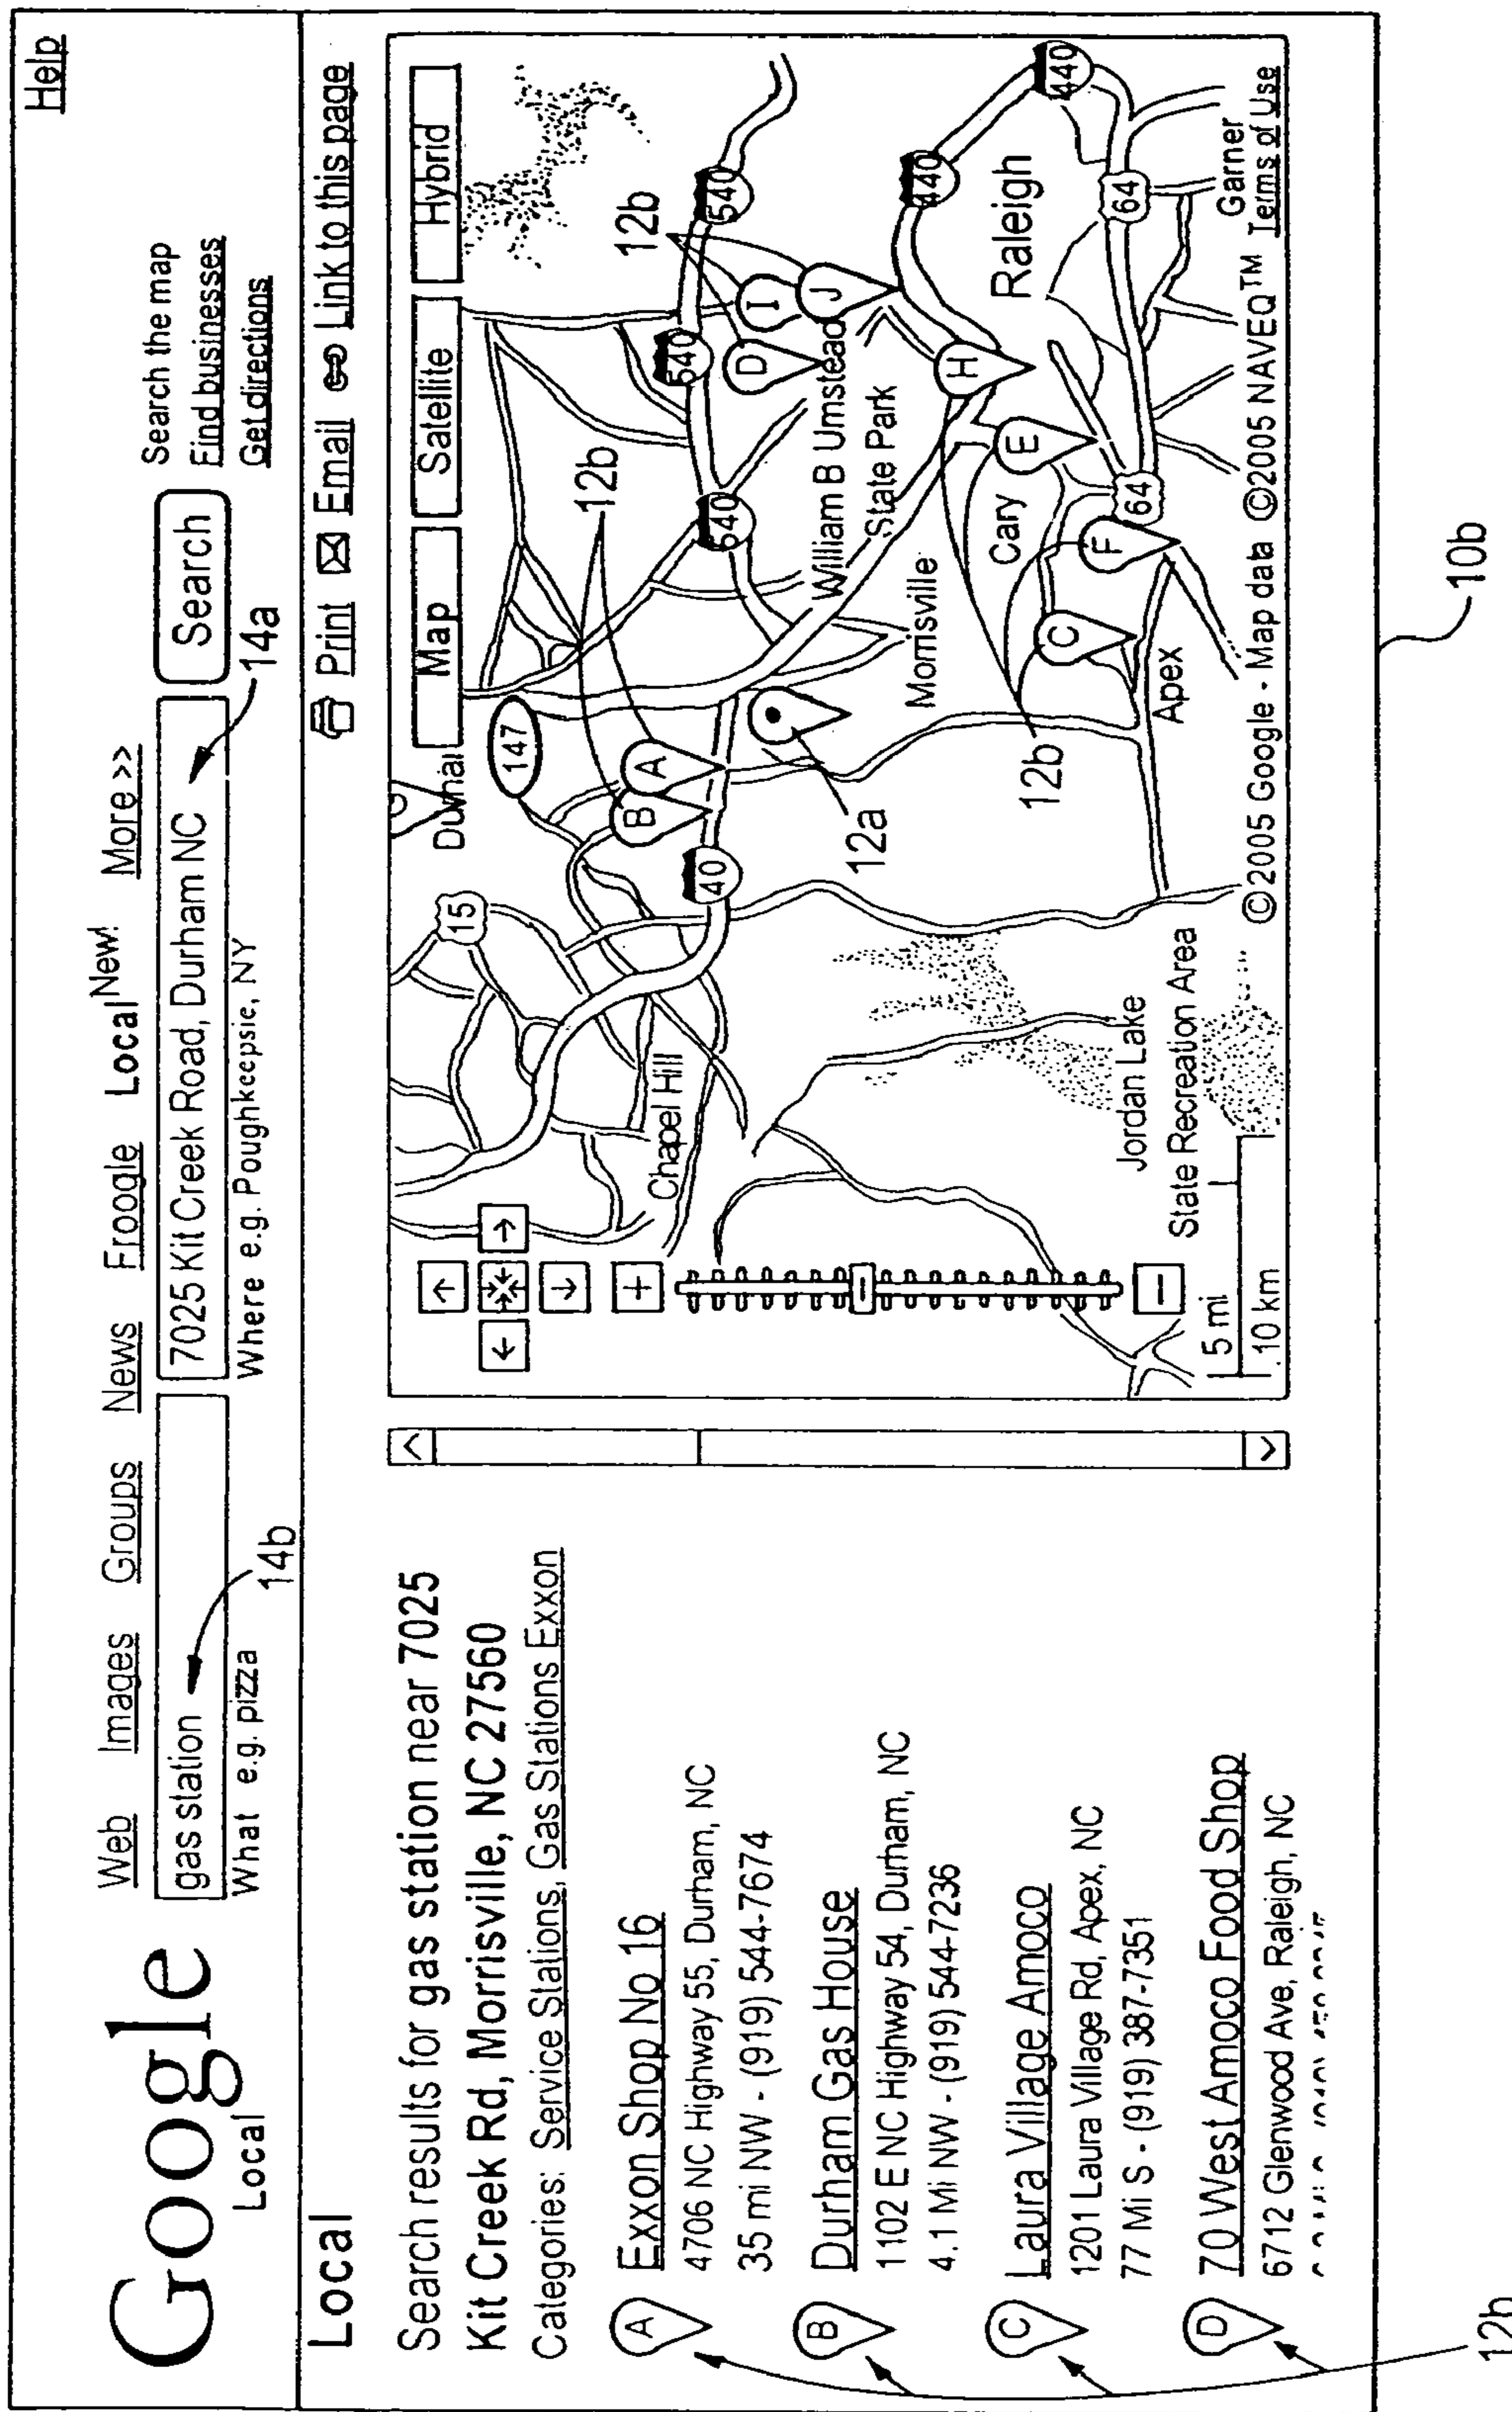 Help
Google
Local
Web Images Groups News Froogle Local New! More >>
gas station
7025 Kit Creek Road, Durham NC
Search
Search the map
Find businesses
Get directions
What e.g. pizza
Where e.g. Poughkeepsie, NY
14b
14a
Local
Print Email Link to this page
Search results for gas station near 7025
Kit Creek Rd, Morrisville, NC 27560
Categories: Service Stations, Gas Stations Exxon
A Exxon Shop No 16
4706 NC Highway 55, Durham, NC
35 mi NW - (919) 544-7674
B Durham Gas House
1102 E NC Highway 54, Durham, NC
4.1 Mi NW - (919) 544-7236
C Laura Village Amoco
1201 Laura Village Rd, Apex, NC
77 Mi S - (919) 387-7351
D 70 West Amoco Food Shop
6712 Glenwood Ave, Raleigh, NC
12b
Map
Satellite
Hybrid
15
147
12b
12b
Chapel Hill
B
A
40
540
540
540
D
I
J
12a
William B Umstead
State Park
Morrisville
440
H
Raleigh
440
Cary
E
12b
C
F
64
64
Apex
Jordan Lake
State Recreation Area
Garner
5 mi
10 km
©2005 Google - Map data ©2005 NAVEQ™ Terms of Use
10b